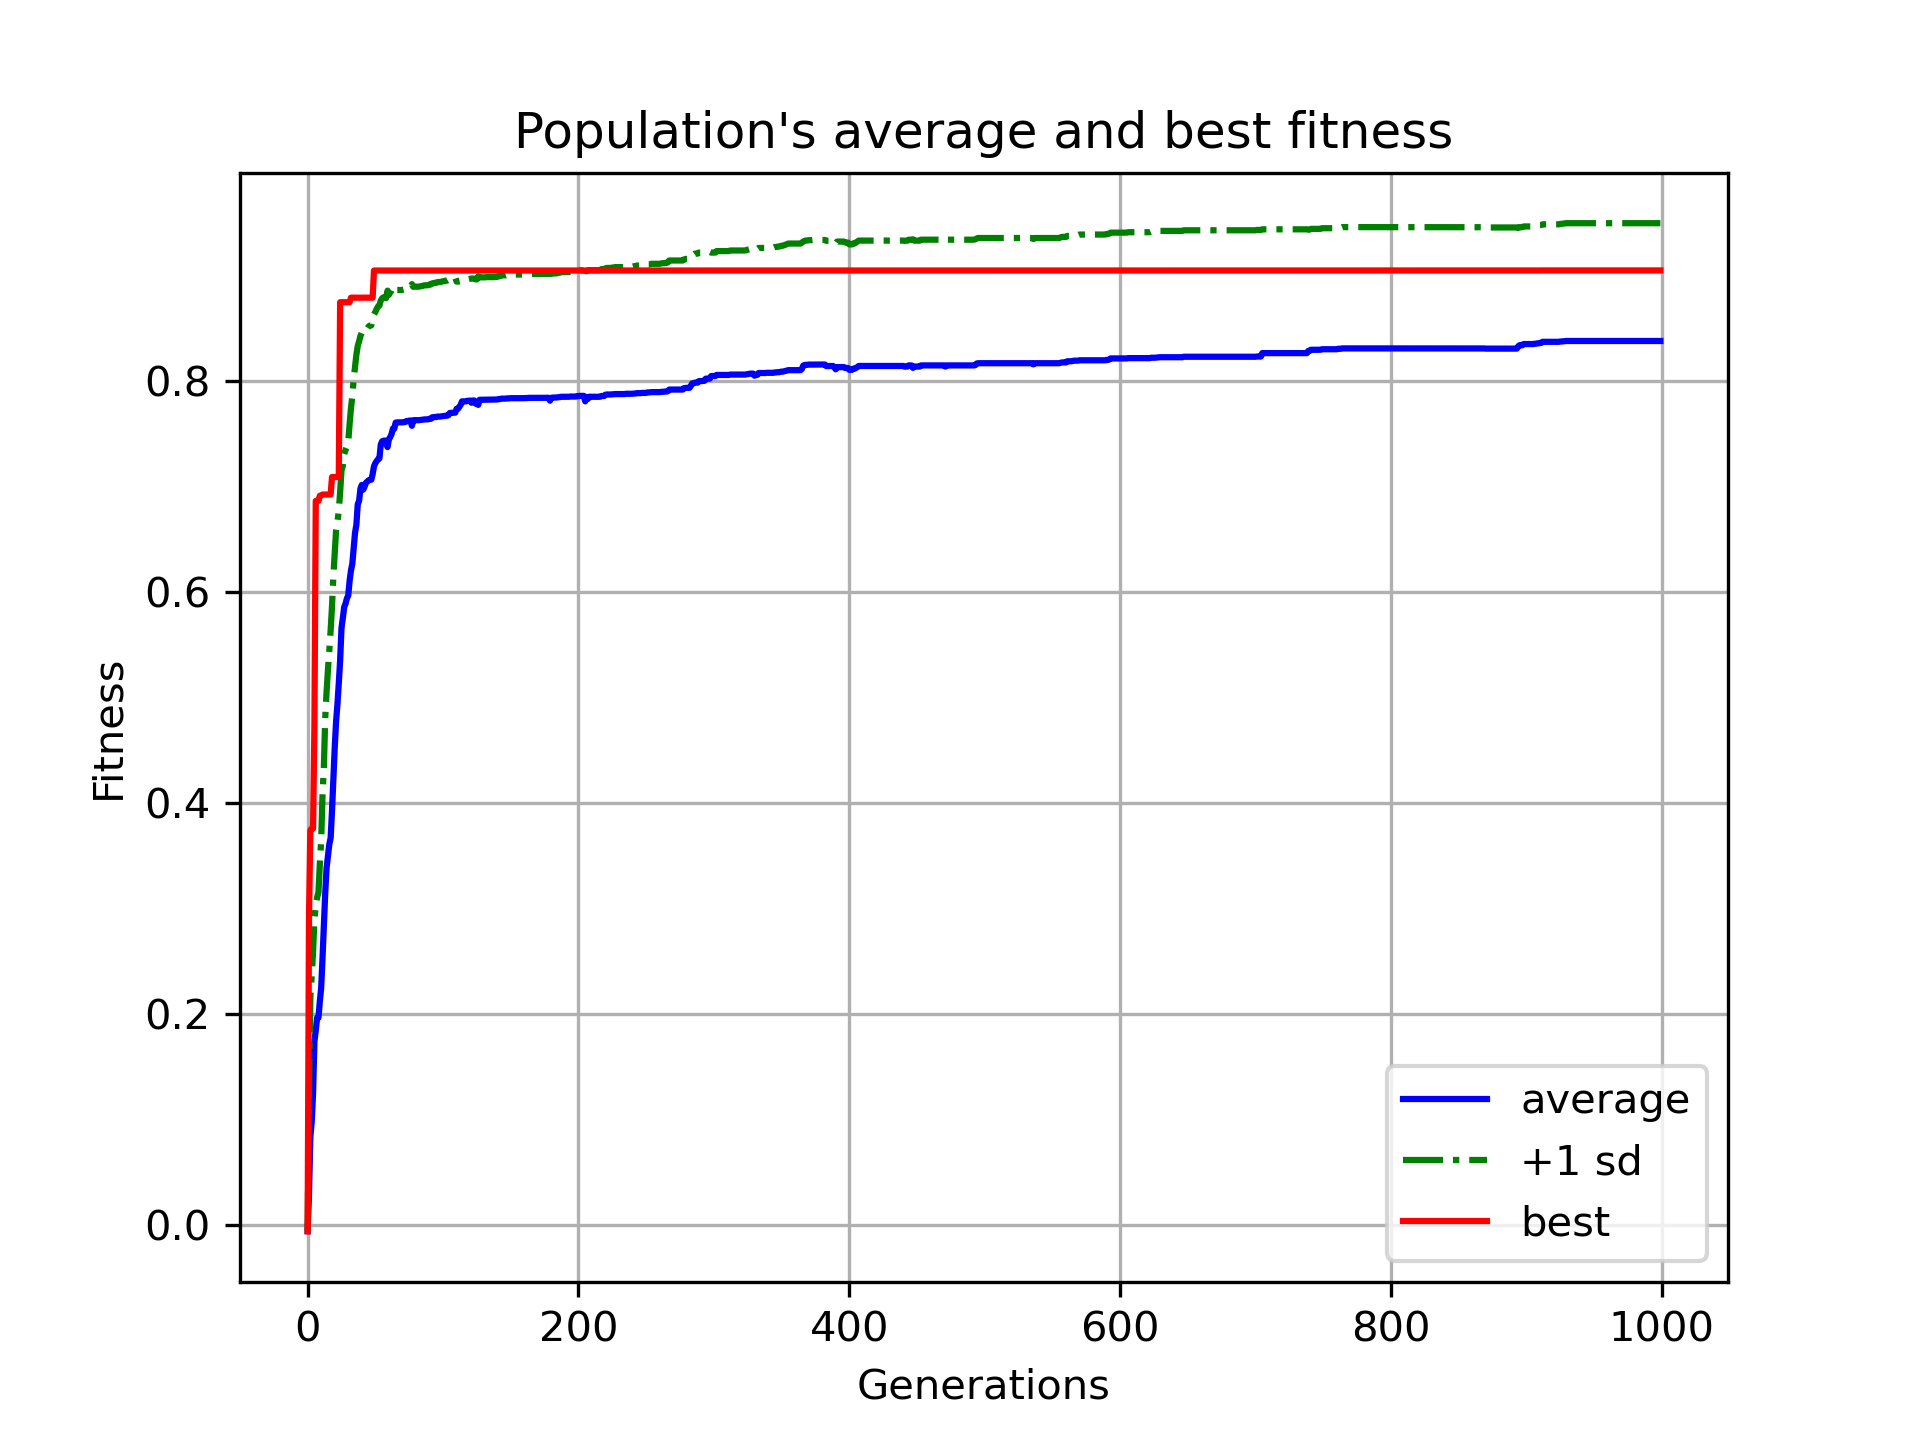 Population's average and best fitness
Fitness
0.8
0.6
0.4
0.2
0.0
0 200 400 600 800 1000
Generations
average
+1 sd
best